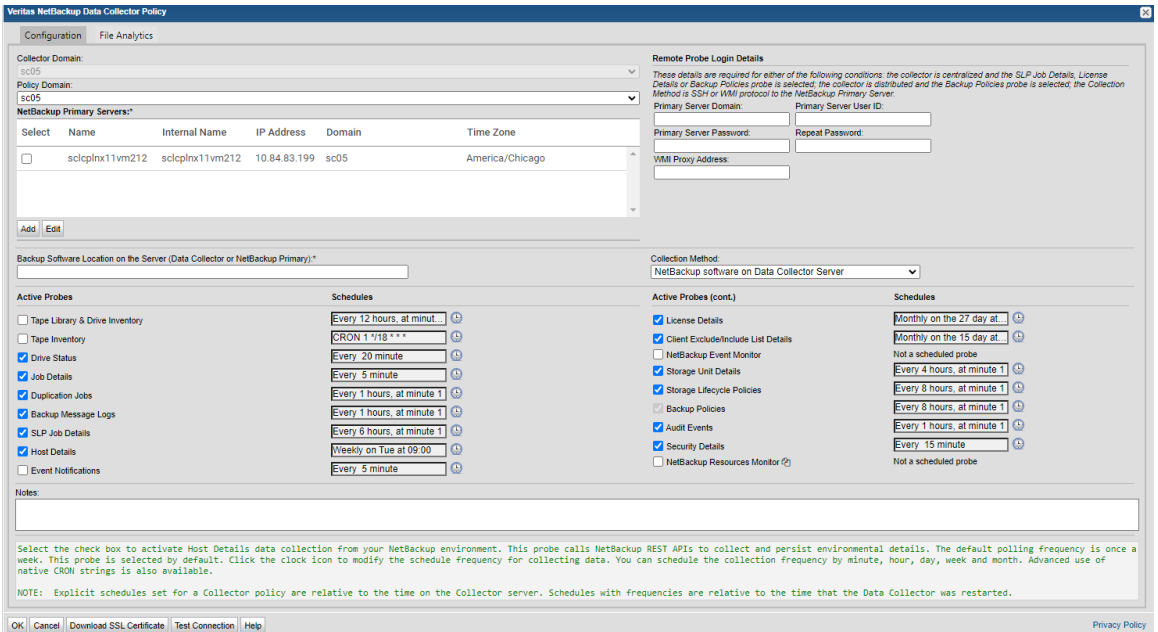 Veritas NetBackup Data Collector Policy
Configuration File Analytics
Collector Domain:
sc05
Policy Domain:
sc05
NetBackup Primary Servers:*
Select Name Internal Name IP Address Domain Time Zone
sclcplnx11vm212 sclcplnx11vm212 10.84.83.199 sc05 America/Chicago
Add Edit
Remote Probe Login Details
These details are required for either of the following conditions: the collector is centralized and the SLP Job Details, License
Details or Backup Policies probe is selected; the collector is distributed and the Backup Policies probe is selected; the Collection
Method is SSH or WMI protocol to the NetBackup Primary Server.
Primary Server Domain: Primary Server User ID:
Primary Server Password: Repeat Password:
WMI Proxy Address:
Backup Software Location on the Server (Data Collector or NetBackup Primary):*
Collection Method:
NetBackup software on Data Collector Server
Active Probes Schedules
Tape Library & Drive Inventory Every 12 hours, at minut...
Tape Inventory CRON 1 */18 * * *
Drive Status Every 20 minute
Job Details Every 5 minute
Duplication Jobs Every 1 hours, at minute 1
Backup Message Logs Every 1 hours, at minute 1
SLP Job Details Every 6 hours, at minute 1
Host Details Weekly on Tue at 09:00
Event Notifications Every 5 minute
Active Probes (cont.) Schedules
License Details Monthly on the 27 day at...
Client Exclude/Include List Details Monthly on the 15 day at...
NetBackup Event Monitor Not a scheduled probe
Storage Unit Details Every 4 hours, at minute 1
Storage Lifecycle Policies Every 8 hours, at minute 1
Backup Policies Every 8 hours, at minute 1
Audit Events Every 1 hours, at minute 1
Security Details Every 15 minute
NetBackup Resources Monitor Not a scheduled probe
Notes:
Select the check box to activate Host Details data collection from your NetBackup environment. This probe calls NetBackup REST APIs to collect and persist environmental details. The default polling frequency is once a
week. This probe is selected by default. Click the clock icon to modify the schedule frequency for collecting data. You can schedule the collection frequency by minute, hour, day, week and month. Advanced use of
native CRON strings is also available.
NOTE: Explicit schedules set for a Collector policy are relative to the time on the Collector server. Schedules with frequencies are relative to the time that the Data Collector was restarted.
OK Cancel Download SSL Certificate Test Connection Help Privacy Policy